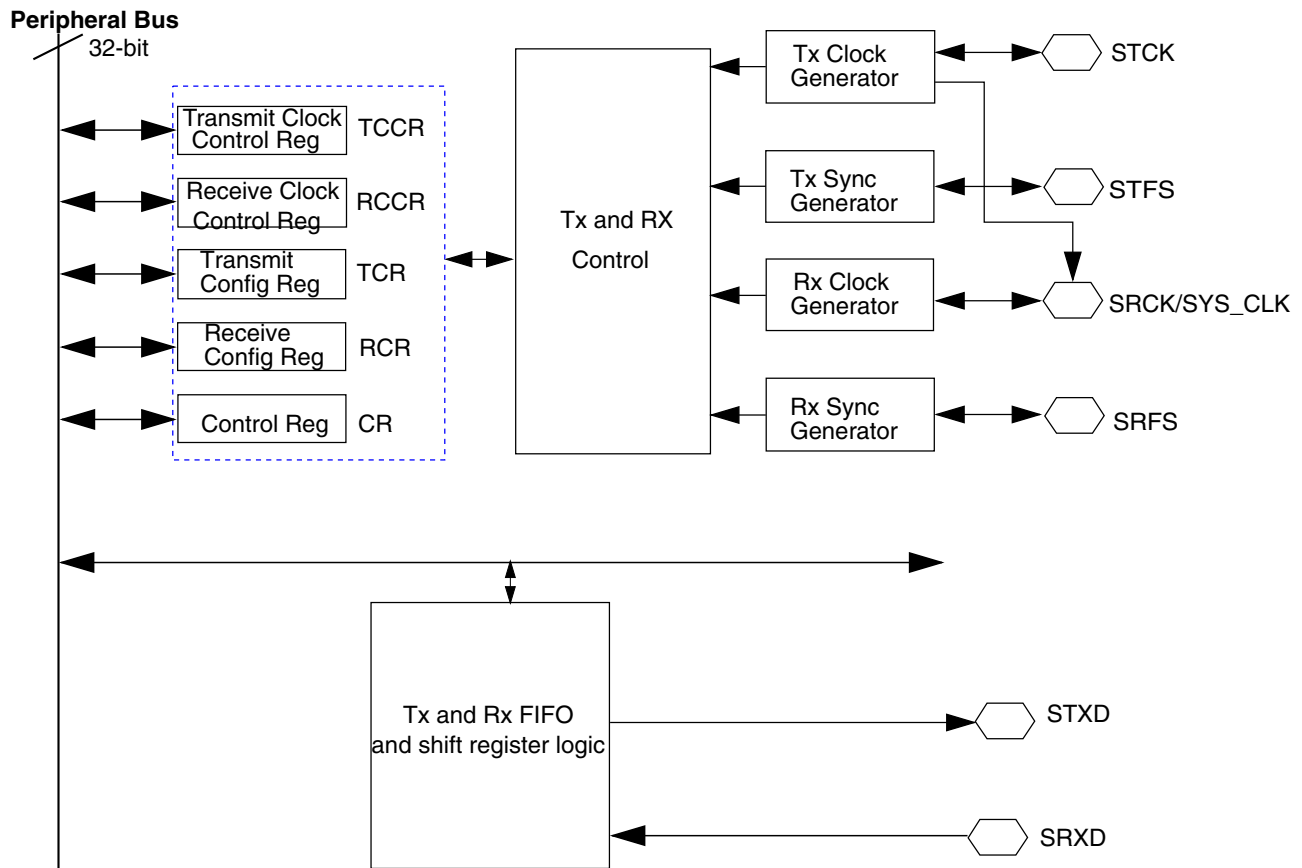 Peripheral Bus
32-bit
Transmit Clock
Control Reg
TCCR
Receive Clock
Control Reg
RCCR
Transmit
Config Reg
TCR
Receive
Config Reg
RCR
Control Reg
CR
Tx and RX
Control
Tx Clock
Generator
STCK
Tx Sync
Generator
STFS
Rx Clock
Generator
SRCK/SYS_CLK
Rx Sync
Generator
SRFS
Tx and Rx FIFO
and shift register logic
STXD
SRXD